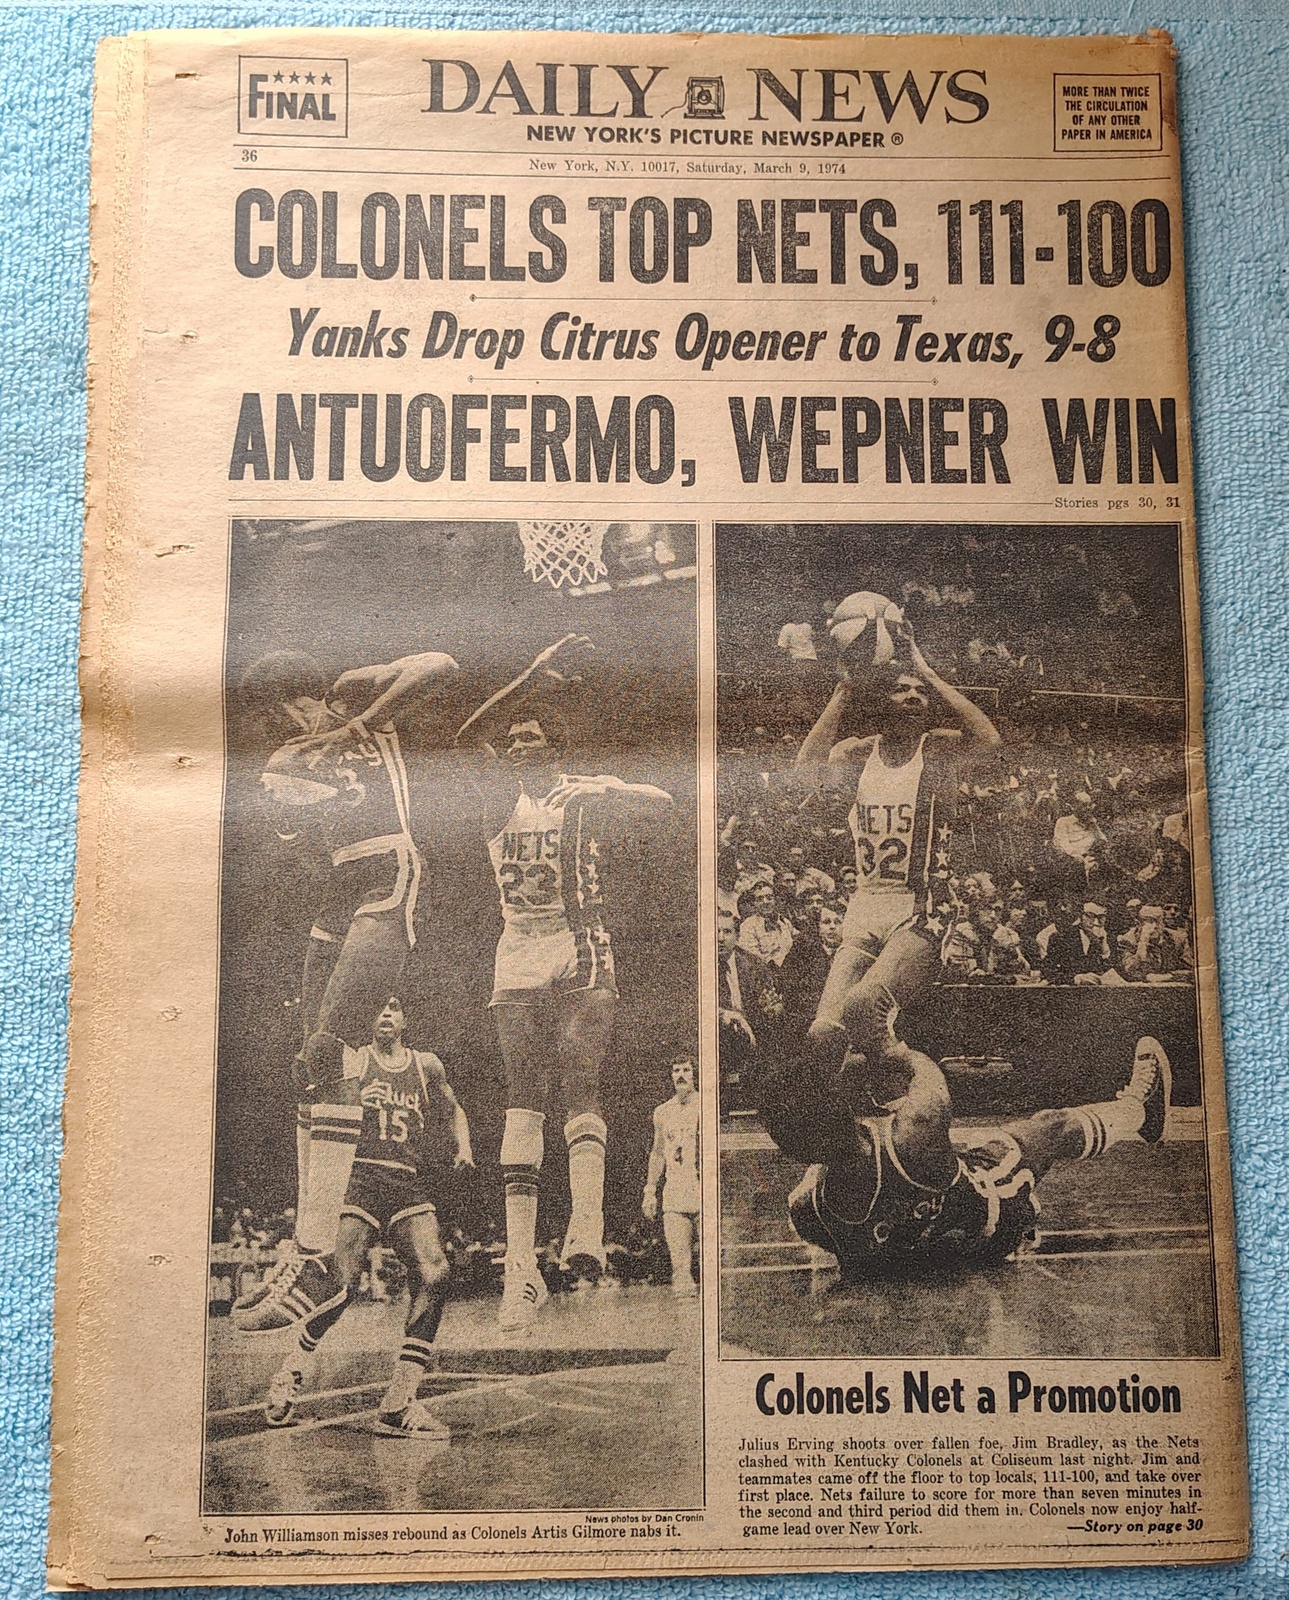 ★★★★
FINAL
DAILY NEWS
NEW YORK'S PICTURE NEWSPAPER ®
MORE THAN TWICE
THE CIRCULATION
OF ANY OTHER
PAPER IN AMERICA
36
New York, N.Y. 10017, Saturday, March 9, 1974
COLONELS TOP NETS, 111-100
Yanks Drop Citrus Opener to Texas, 9-8
ANTUOFERMO, WEPNER WIN
Stories pgs 30, 31
NETS
23
NETS
32
15
4
News photos by Dan Cronin
John Williamson misses rebound as Colonels Artis Gilmore nabs it.
Colonels Net a Promotion
Julius Erving shoots over fallen foe, Jim Bradley, as the Nets
clashed with Kentucky Colonels at Coliseum last night. Jim and
teammates came off the floor to top locals, 111-100, and take over
first place. Nets failure to score for more than seven minutes in
the second and third period did them in. Colonels now enjoy half-
game lead over New York.
—Story on page 30